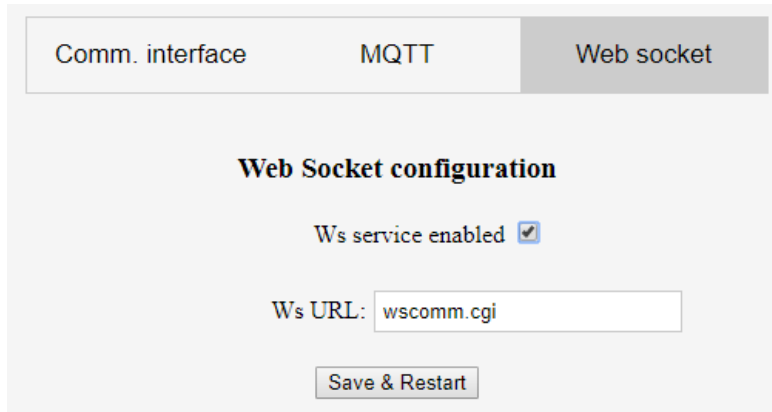 Comm. interface MQTT Web socket
Web Socket configuration
Ws service enabled
Ws URL: wscomm.cgi
Save & Restart